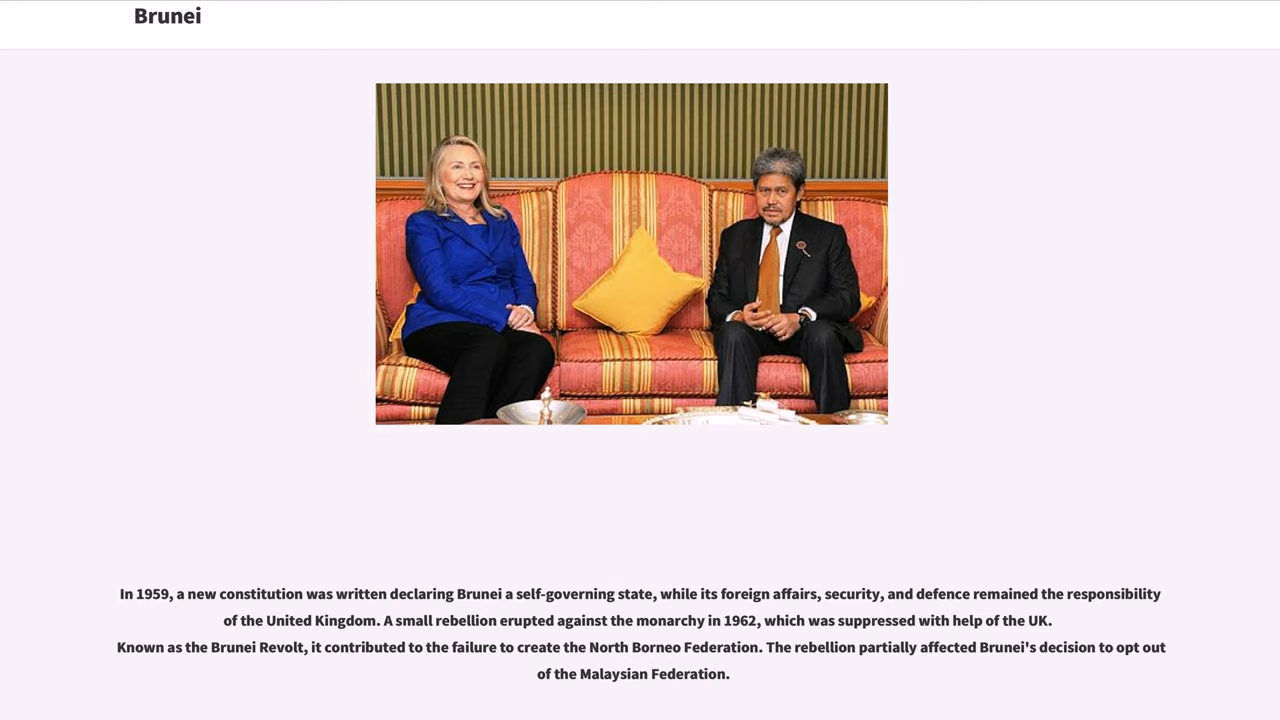 Brunei
In 1959, a new constitution was written declaring Brunei a self-governing state, while its foreign affairs, security, and defence remained the responsibility
of the United Kingdom. A small rebellion erupted against the monarchy in 1962, which was suppressed with help of the UK.
Known as the Brunei Revolt, it contributed to the failure to create the North Borneo Federation. The rebellion partially affected Brunei's decision to opt out
of the Malaysian Federation.